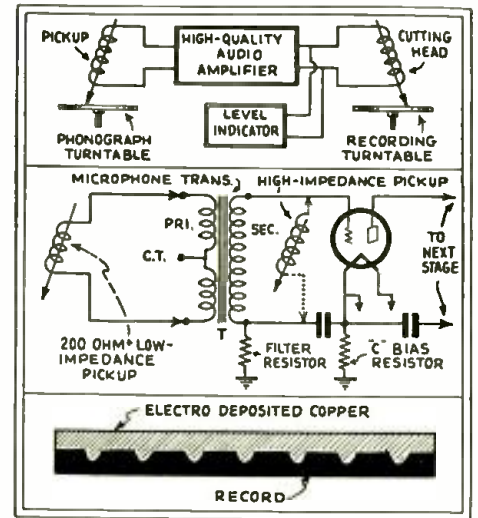 PICKUP
HIGH-QUALITY
AUDIO
AMPLIFIER
CUTTING
HEAD
LEVEL
INDICATOR
PHONOGRAPH
TURNTABLE
RECORDING
TURNTABLE
MICROPHONE TRANS.
HIGH-IMPEDANCE PICKUP
PRI.
SEC.
C.T.
TO
NEXT
STAGE
T
200 OHM LOW-
IMPEDANCE
PICKUP
FILTER
RESISTOR
"C" BIAS
RESISTOR
ELECTRO DEPOSITED COPPER
RECORD